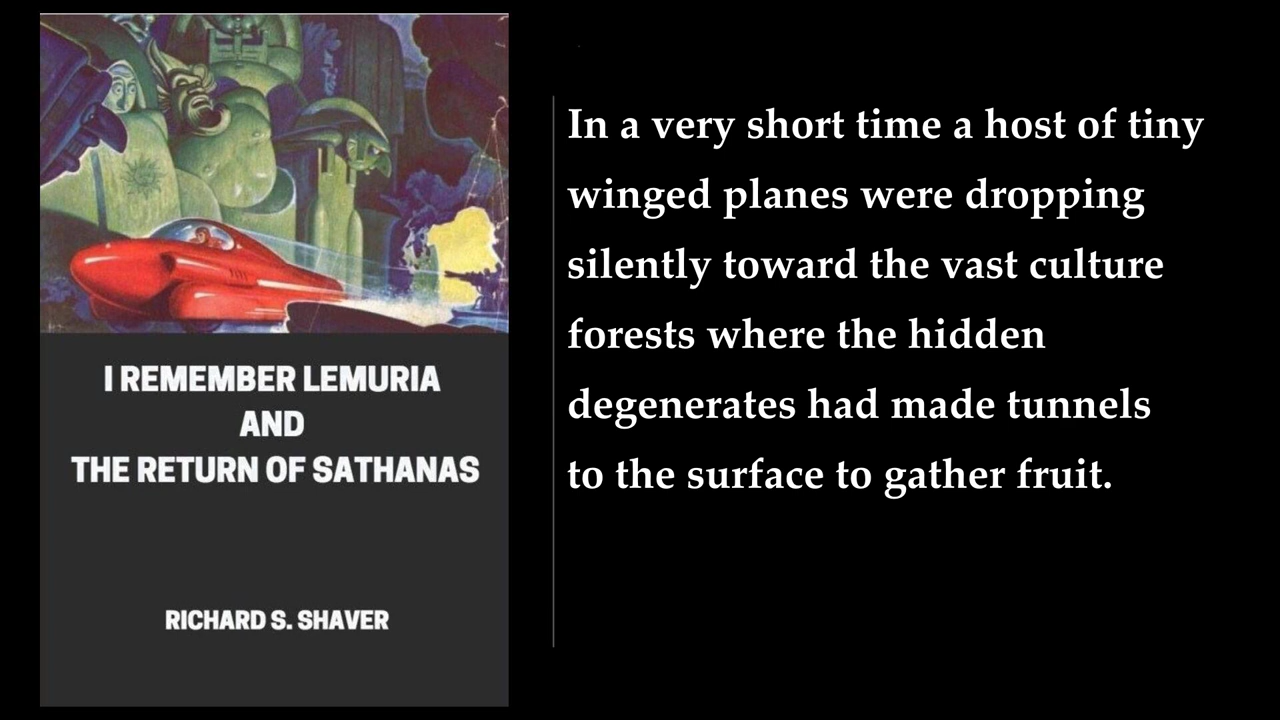 I REMEMBER LEMURIA
AND
THE RETURN OF SATHANAS
RICHARD S. SHAVER
In a very short time a host of tiny
winged planes were dropping
silently toward the vast culture
forests where the hidden
degenerates had made tunnels
to the surface to gather fruit.